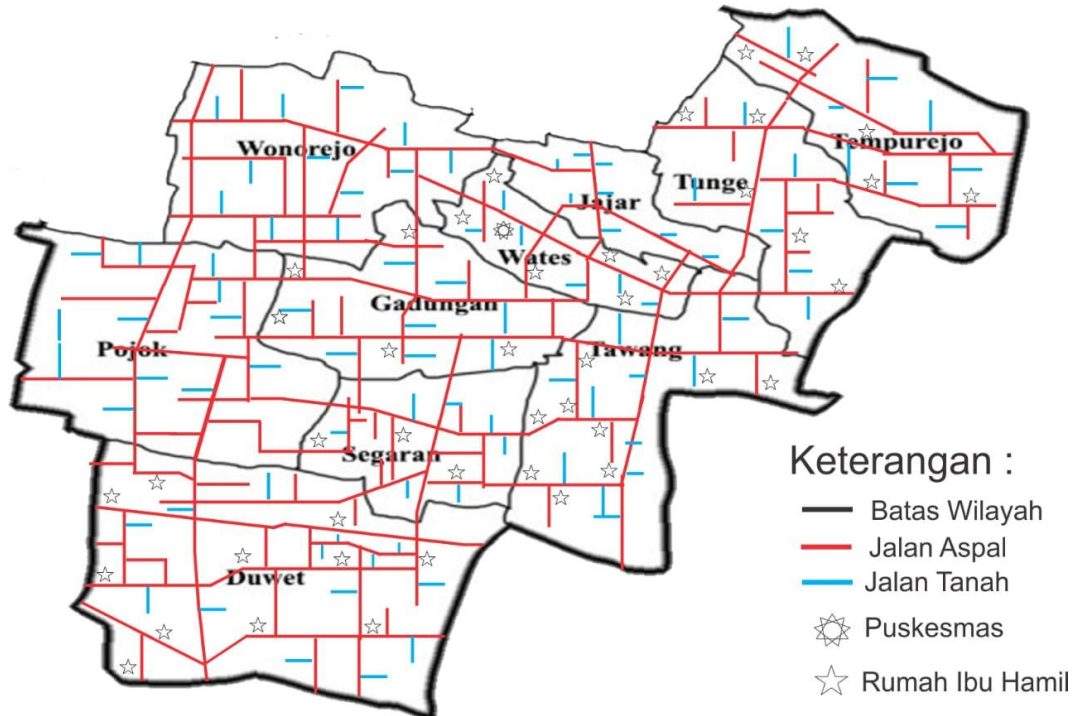 Wonorejo
Tempurejo
Tunge
Jajar
Wates
Gadungan
Pojok
Tawang
Segaran
Duwet
Keterangan :
Batas Wilayah
Jalan Aspal
Jalan Tanah
Puskesmas
Rumah Ibu Hamil